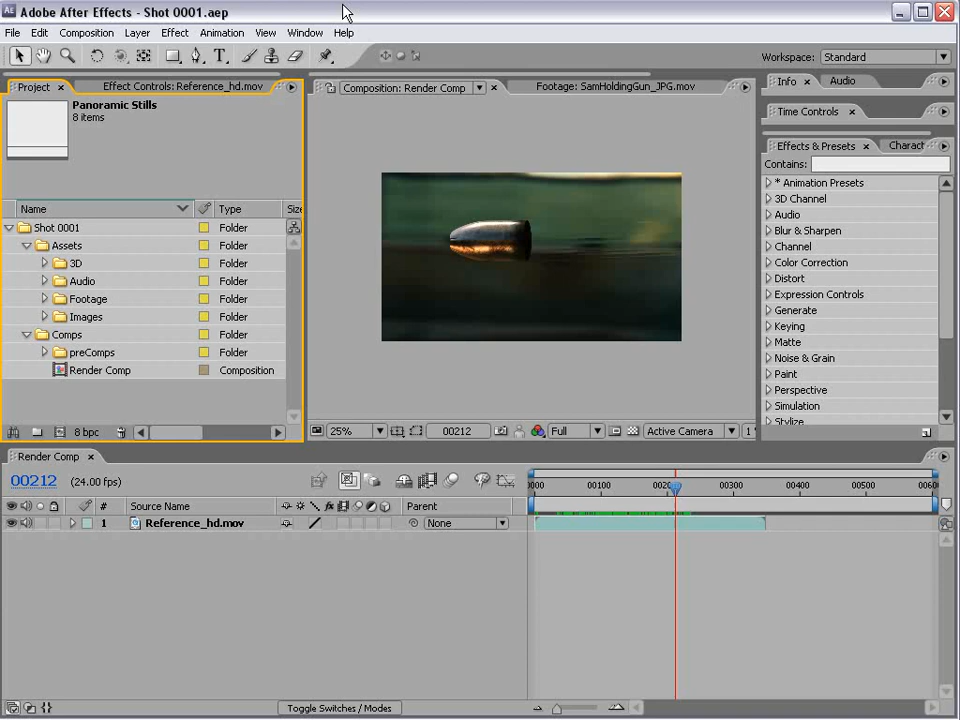 Adobe After Effects - Shot 0001.aep
File Edit Composition Layer Effect Animation View Window Help
Workspace: Standard
Project Effect Controls: Reference_hd.mov
Composition: Render Comp Footage: SamHoldingGun_JPG.mov
Info Audio
Panoramic Stills
8 items
Time Controls
Effects & Presets Charact
Contains:
* Animation Presets
3D Channel
Audio
Blur & Sharpen
Channel
Color Correction
Distort
Expression Controls
Generate
Keying
Matte
Noise & Grain
Paint
Perspective
Simulation
Stylize
Name Type Size
Shot 0001 Folder
Assets Folder
3D Folder
Audio Folder
Footage Folder
Images Folder
Comps Folder
preComps Folder
Render Comp Composition
8 bpc
25% 00212 Full Active Camera 1
Render Comp
00212 (24.00 fps)
0000 00100 00200 00300 00400 00500 00600
# Source Name Parent
1 Reference_hd.mov None
Toggle Switches / Modes